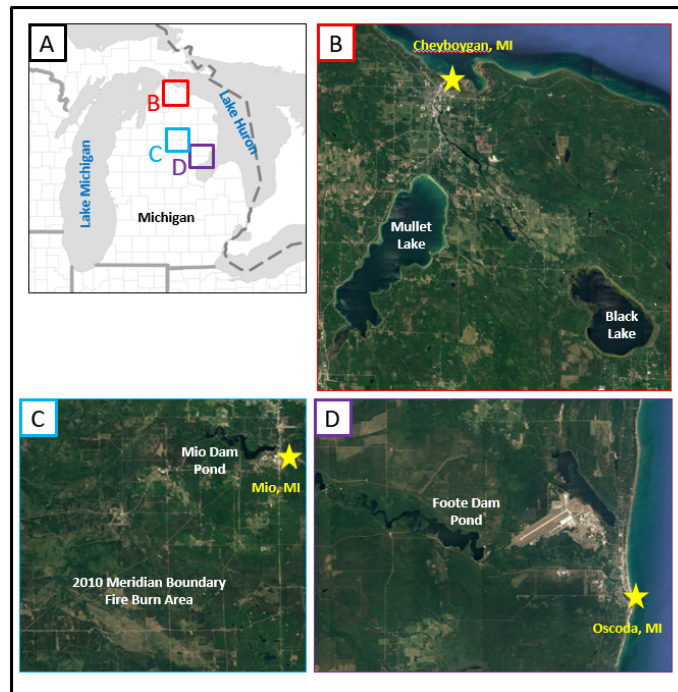 A
B
C
D
Lake Michigan
Lake Huron
Michigan
B
Cheyboygan, MI
Mullet
Lake
Black
Lake
C
Mio Dam
Pond
Mio, MI
2010 Meridian Boundary
Fire Burn Area
D
Foote Dam
Pond
Oscoda, MI